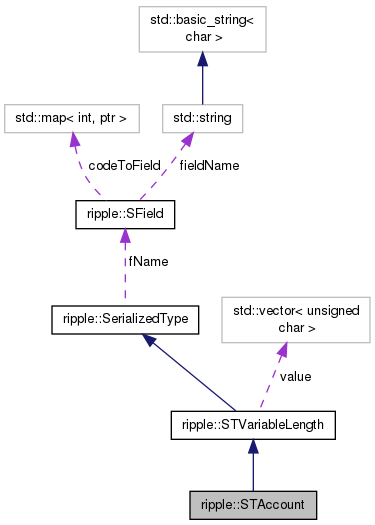 std::basic_string<
char >
std::map< int, ptr >
std::string
codeToField
fieldName
ripple::SField
fName
ripple::SerializedType
std::vector< unsigned
char >
value
ripple::STVariableLength
ripple::STAccount